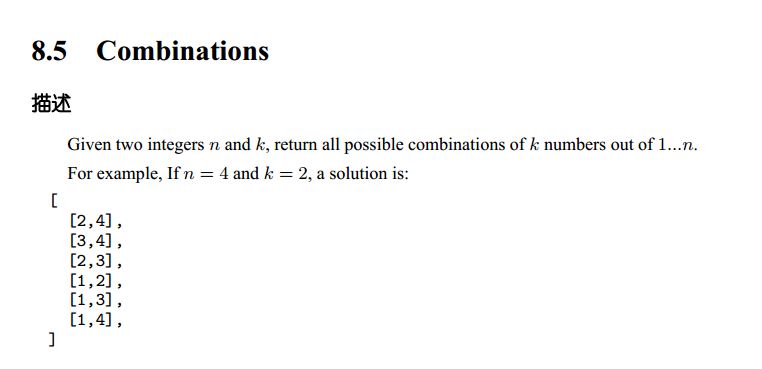 8.5 Combinations
描述
Given two integers n and k, return all possible combinations of k numbers out of 1...n.
For example, If n = 4 and k = 2, a solution is:
[
[2,4],
[3,4],
[2,3],
[1,2],
[1,3],
[1,4],
]